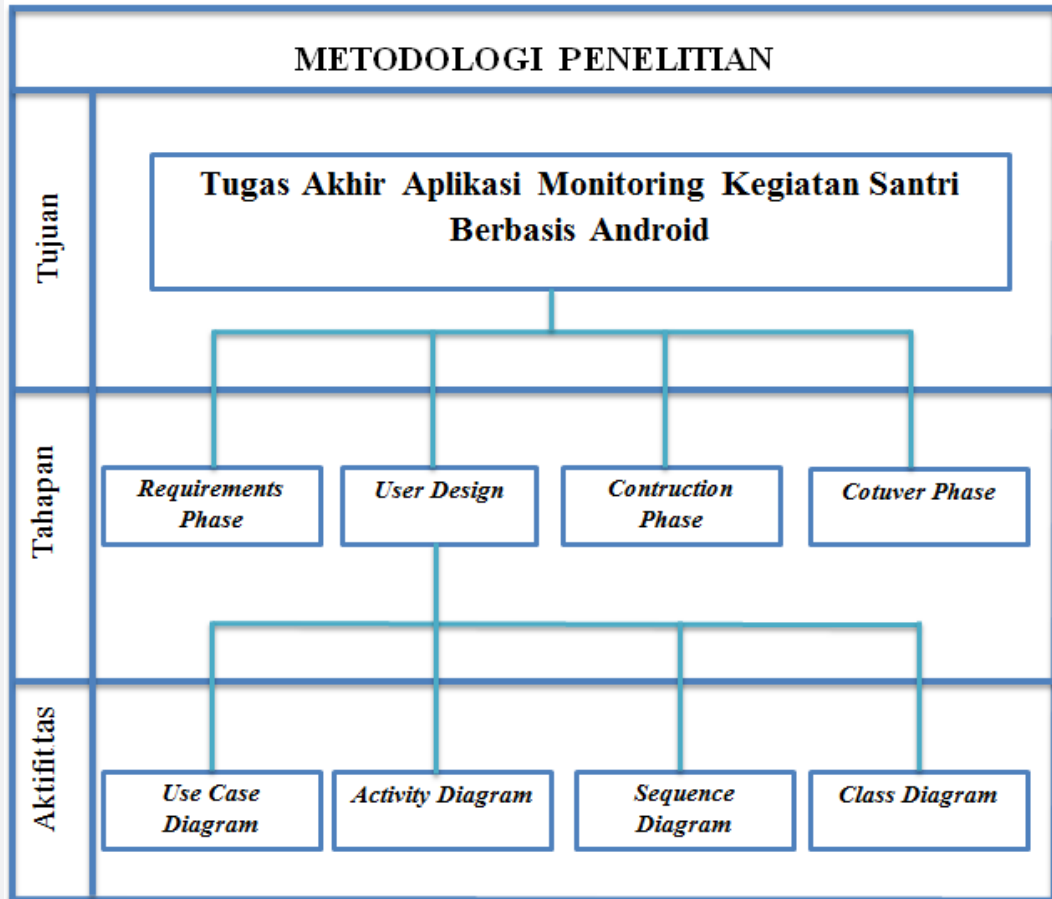 METODOLOGI PENELITIAN
Tujuan
Tugas Akhir Aplikasi Monitoring Kegiatan Santri
Berbasis Android
Tahapan
Requirements
Phase
User Design
Contruction
Phase
Cotuver Phase
Aktifittas
Use Case
Diagram
Activity Diagram
Sequence
Diagram
Class Diagram